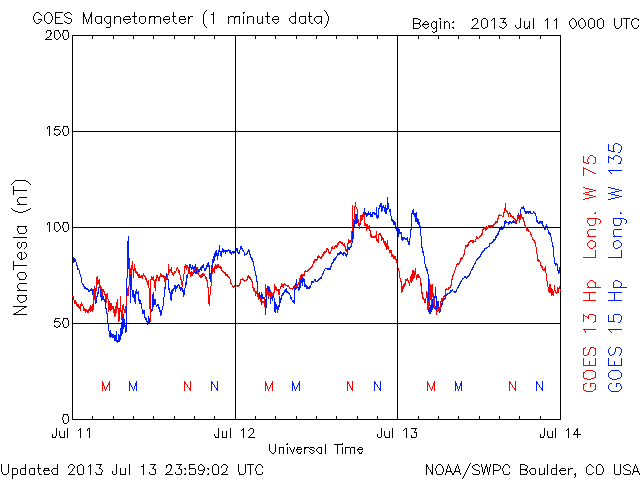 GOES Magnetometer (1 minute data)
Begin: 2013 Jul 11 0000 UTC
200
150
100
50
0
NanoTesla (nT)
M M N N M M N N M M N N
Jul 11 Jul 12 Jul 13 Jul 14
Universal Time
GOES 13 Hp Long. W 75
GOES 15 Hp Long. W 135
Updated 2013 Jul 13 23:59:02 UTC
NOAA/SWPC Boulder, CO USA